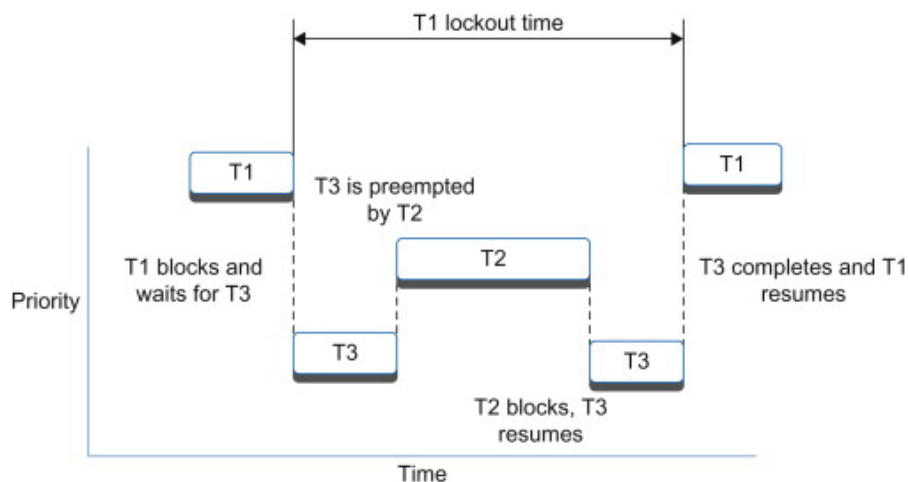 T1 lockout time
T1
T1
T3 is preempted
by T2
T2
T1 blocks and
waits for T3
T3 completes and T1
resumes
Priority
T3
T3
T2 blocks, T3
resumes
Time